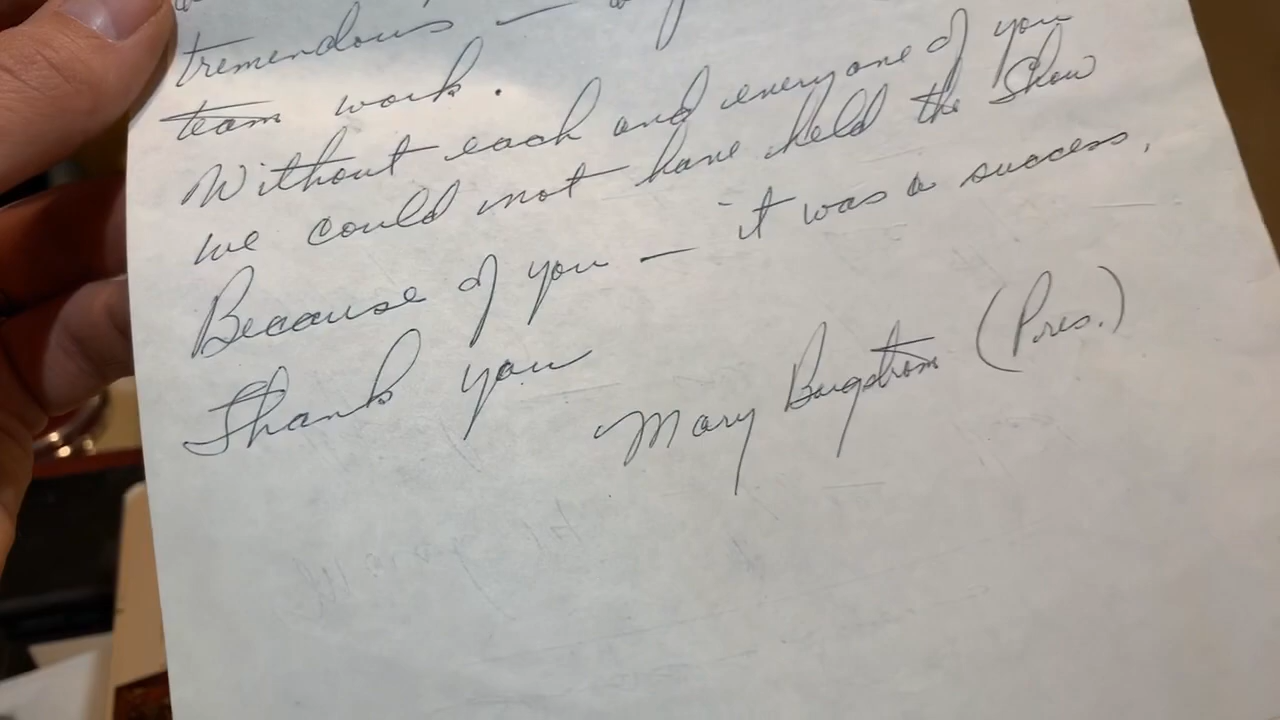 tremendous —
team work.
Without each and everyone of you
we could not have held the Show
Because of you — it was a success.
Thank you
Mary Bugstrom (Pres.)